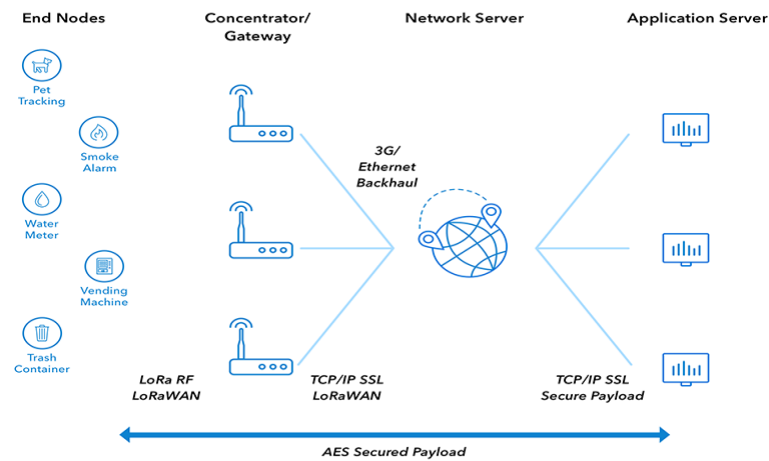 End Nodes
Concentrator/
Gateway
Network Server
Application Server
Pet
Tracking
Smoke
Alarm
Water
Meter
Vending
Machine
Trash
Container
3G/
Ethernet
Backhaul
LoRa RF
LoRaWAN
TCP/IP SSL
LoRaWAN
TCP/IP SSL
Secure Payload
AES Secured Payload